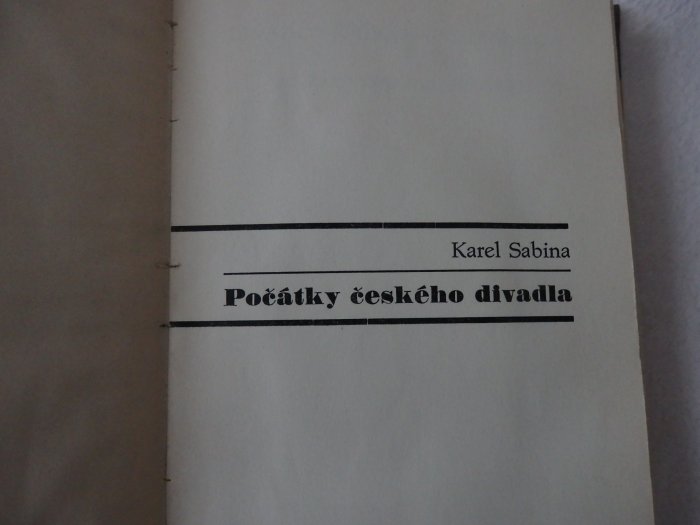 Karel Sabina
Počátky českého divadla